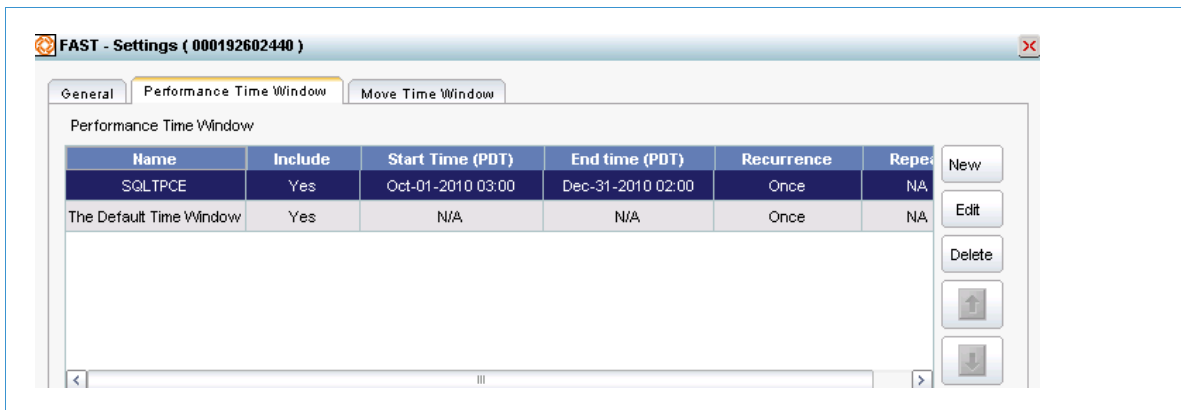 FAST - Settings ( 000192602440 )
General Performance Time Window Move Time Window
Performance Time Window
Name Include Start Time (PDT) End time (PDT) Recurrence Repea New
SQLTPCE Yes Oct-01-2010 03:00 Dec-31-2010 02:00 Once NA
The Default Time Window Yes N/A N/A Once NA Edit
Delete